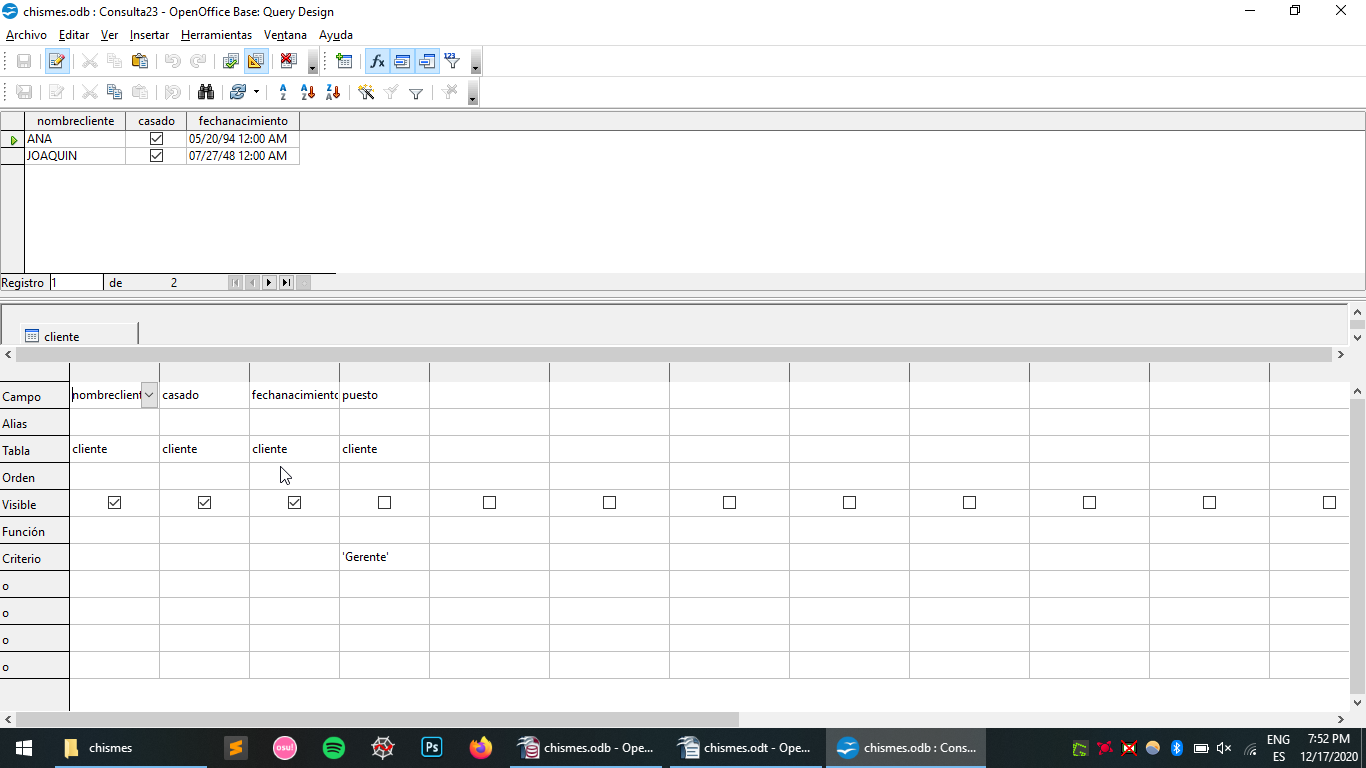 chismes.odb : Consulta23 - OpenOffice Base: Query Design
Archivo Editar Ver Insertar Herramientas Ventana Ayuda
nombrecliente casado fechanacimiento
ANA 05/20/94 12:00 AM
JOAQUIN 07/27/48 12:00 AM
Registro 1 de 2
cliente
Campo nombreclient casado fechanacimiento puesto
Alias
Tabla cliente cliente cliente cliente
Orden
Visible
Función
Criterio 'Gerente'
o
o
o
o
chismes osu! Ps chismes.odb - Ope... chismes.odt - Ope... chismes.odb : Cons... ENG 7:52 PM
ES 12/17/2020